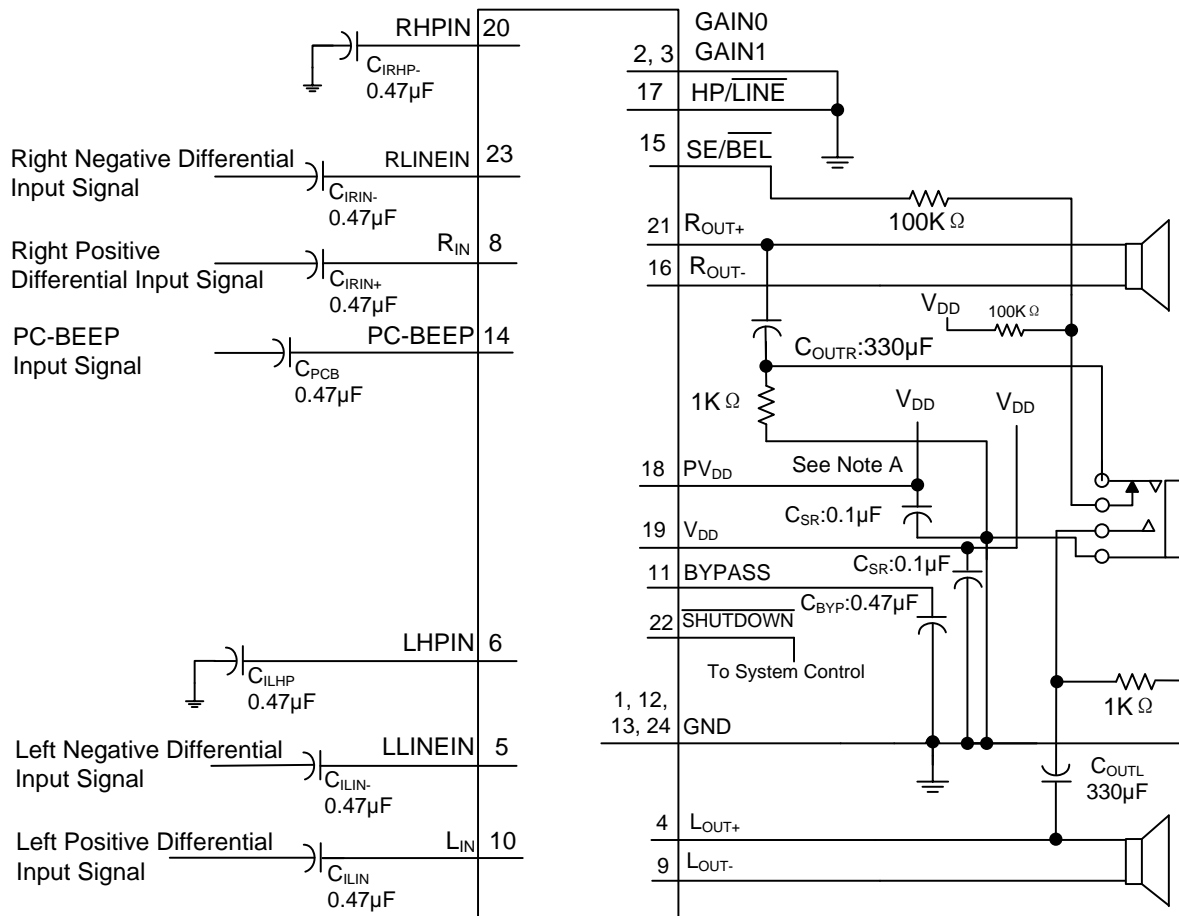 RHPIN 20
C_IRHP-
0.47µF
Right Negative Differential
Input Signal
RLINEIN 23
C_IRIN-
0.47µF
Right Positive
Differential Input Signal
R_IN 8
C_IRIN+
0.47µF
PC-BEEP
Input Signal
PC-BEEP 14
C_PCB
0.47µF
LHPIN 6
C_ILHP
0.47µF
Left Negative Differential
Input Signal
LLINEIN 5
C_ILIN-
0.47µF
Left Positive Differential
Input Signal
L_IN 10
C_ILIN
0.47µF
GAIN0
2, 3 GAIN1
17 HP/LINE
15 SE/BEL
100KΩ
21 R_OUT+
16 R_OUT-
V_DD 100KΩ
C_OUTR:330µF
1KΩ
V_DD
V_DD
18 PV_DD See Note A
C_SR:0.1µF
19 V_DD
C_SR:0.1µF
11 BYPASS
C_BYP:0.47µF
22 SHUTDOWN
To System Control
1, 12,
13, 24 GND
1KΩ
C_OUTL
330µF
4 L_OUT+
9 L_OUT-